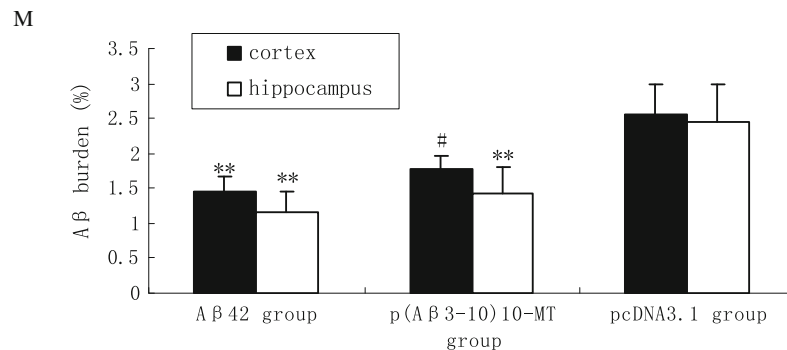 M
3.5
3
2.5
2
1.5
1
0.5
0
Aβ burden (%)
cortex
hippocampus
**
**
#
**
Aβ42 group
p(Aβ3-10)10-MT
group
pcDNA3.1 group